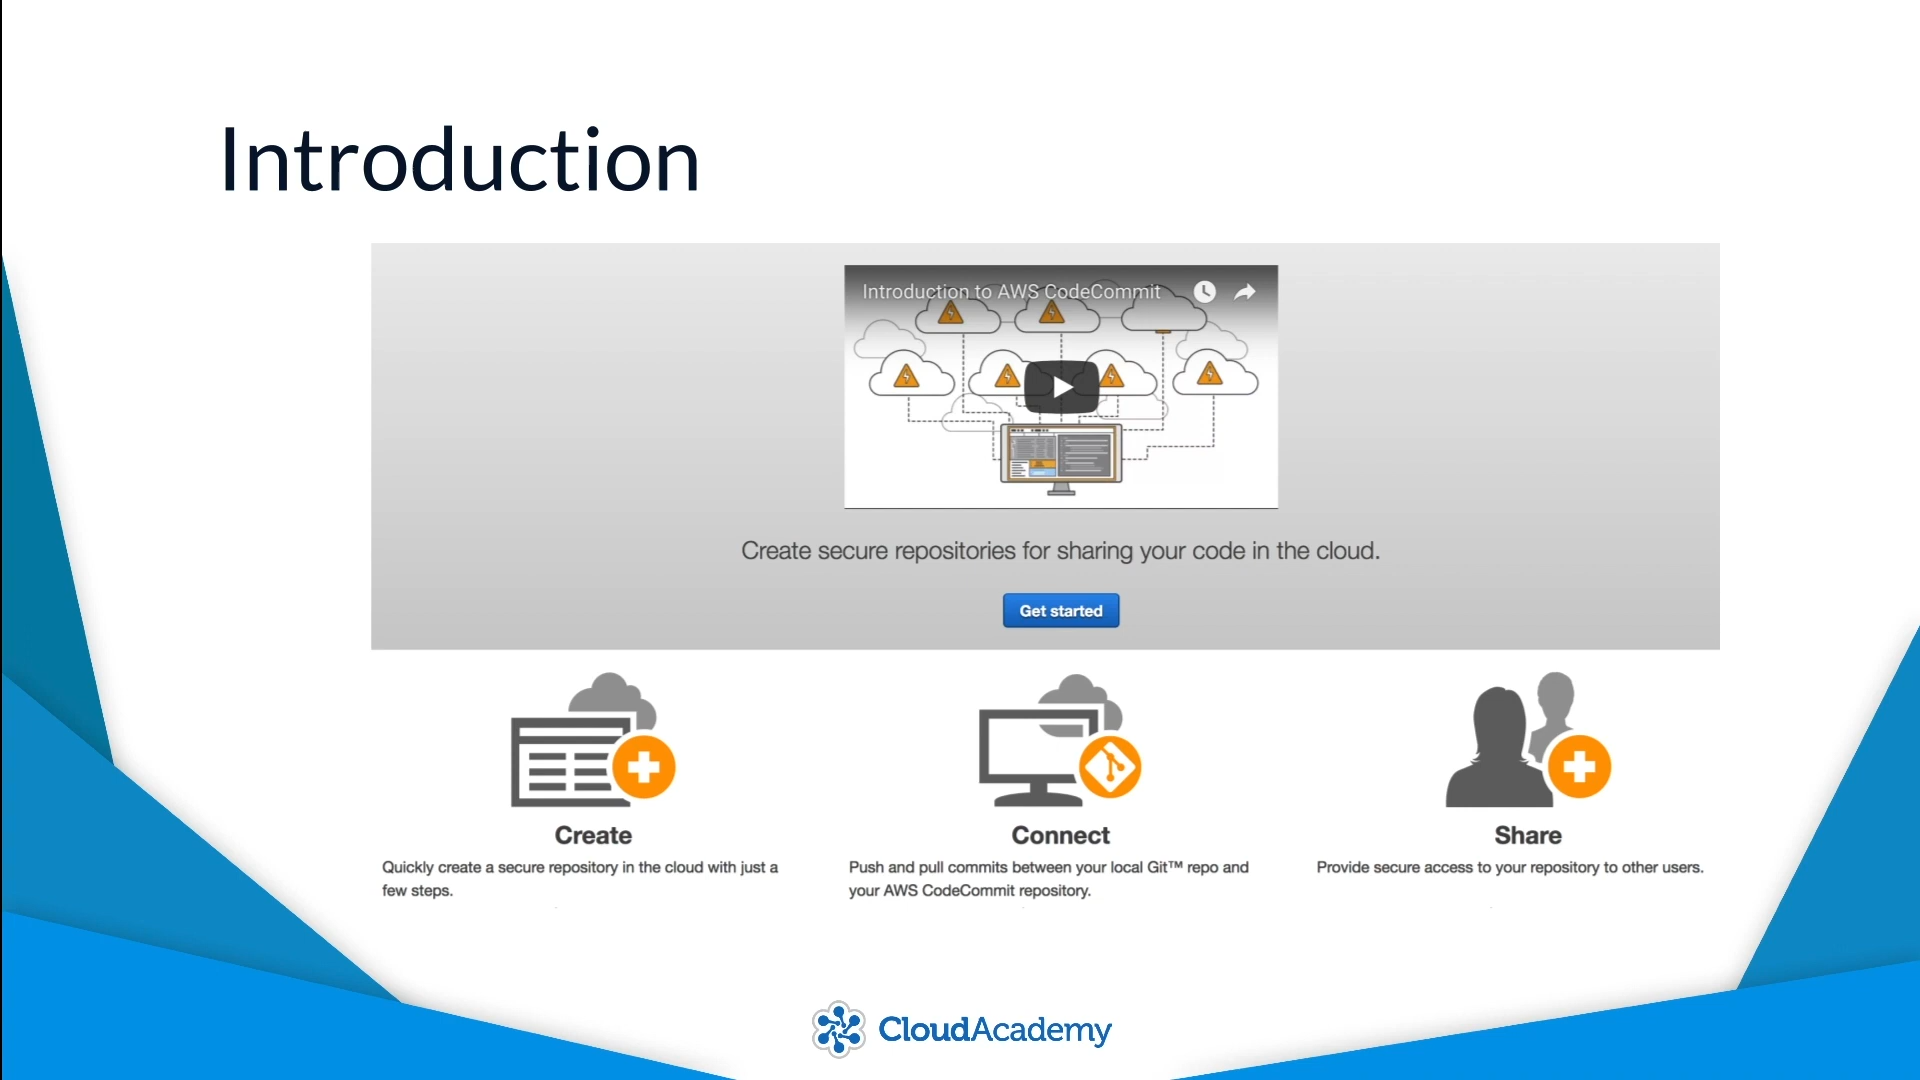 Introduction
Introduction to AWS CodeCommit
Create secure repositories for sharing your code in the cloud.
Get started
Create
Quickly create a secure repository in the cloud with just a
few steps.
Connect
Push and pull commits between your local Git™ repo and
your AWS CodeCommit repository.
Share
Provide secure access to your repository to other users.
CloudAcademy